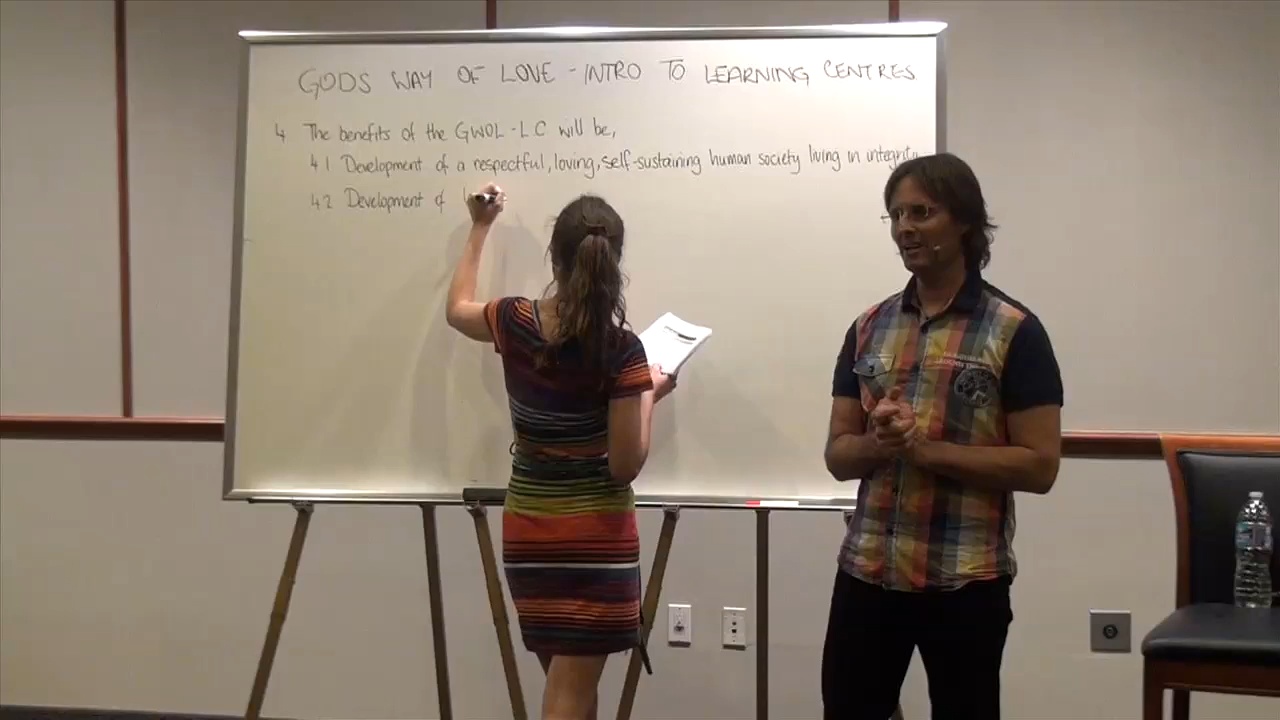 GODS WAY OF LOVE - INTRO TO LEARNING CENTRES
4 The benefits of the GWOL - L.C will be,
4.1 Development of a respectful, loving, self-sustaining human society living in integrity
4.2 Development of